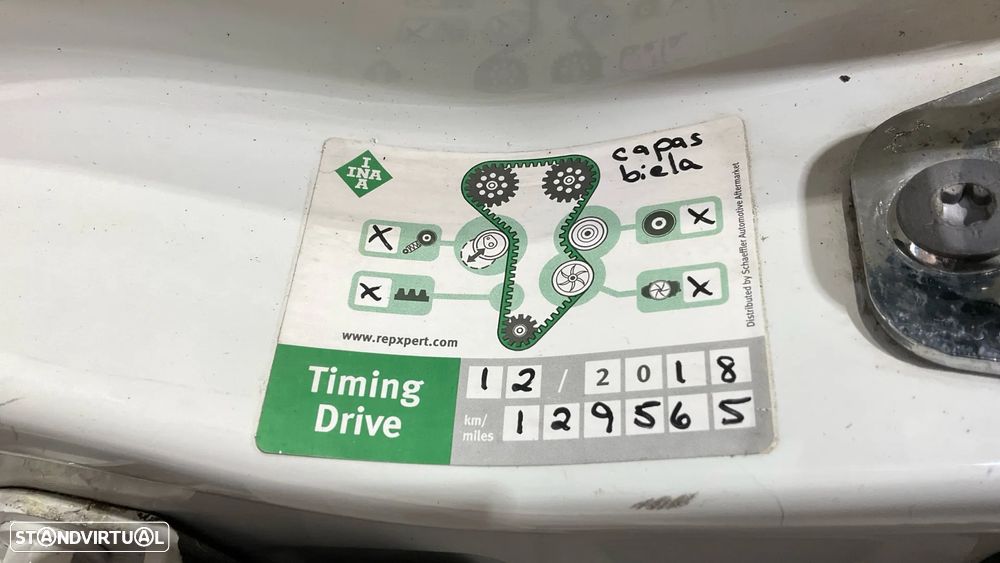 INA
INA
capas
biela
X
X
X
X
www.repxpert.com
Distributed by Schaeffler Automotive Aftermarket
Timing
Drive
12/2018
km/
miles
129565
STANDVIRTUAL